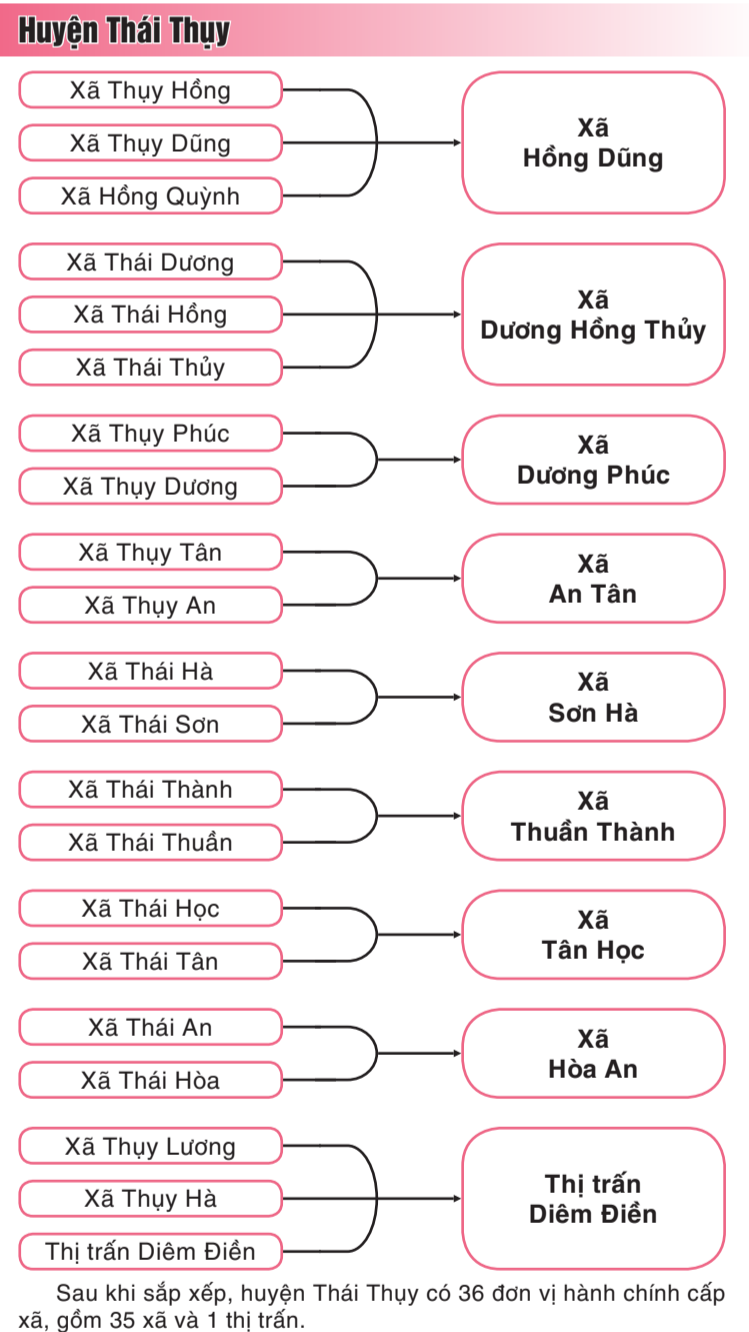 Huyện Thái Thụy
Xã Thụy Hồng
Xã Thụy Dũng
Xã Hồng Quỳnh
Xã
Hồng Dũng
Xã Thái Dương
Xã Thái Hồng
Xã Thái Thủy
Xã
Dương Hồng Thủy
Xã Thụy Phúc
Xã Thụy Dương
Xã
Dương Phúc
Xã Thụy Tân
Xã Thụy An
Xã
An Tân
Xã Thái Hà
Xã Thái Sơn
Xã
Sơn Hà
Xã Thái Thành
Xã Thái Thuần
Xã
Thuần Thành
Xã Thái Học
Xã Thái Tân
Xã
Tân Học
Xã Thái An
Xã Thái Hòa
Xã
Hòa An
Xã Thụy Lương
Xã Thụy Hà
Thị trấn Diêm Điền
Thị trấn
Diêm Điền
Sau khi sắp xếp, huyện Thái Thụy có 36 đơn vị hành chính cấp
xã, gồm 35 xã và 1 thị trấn.